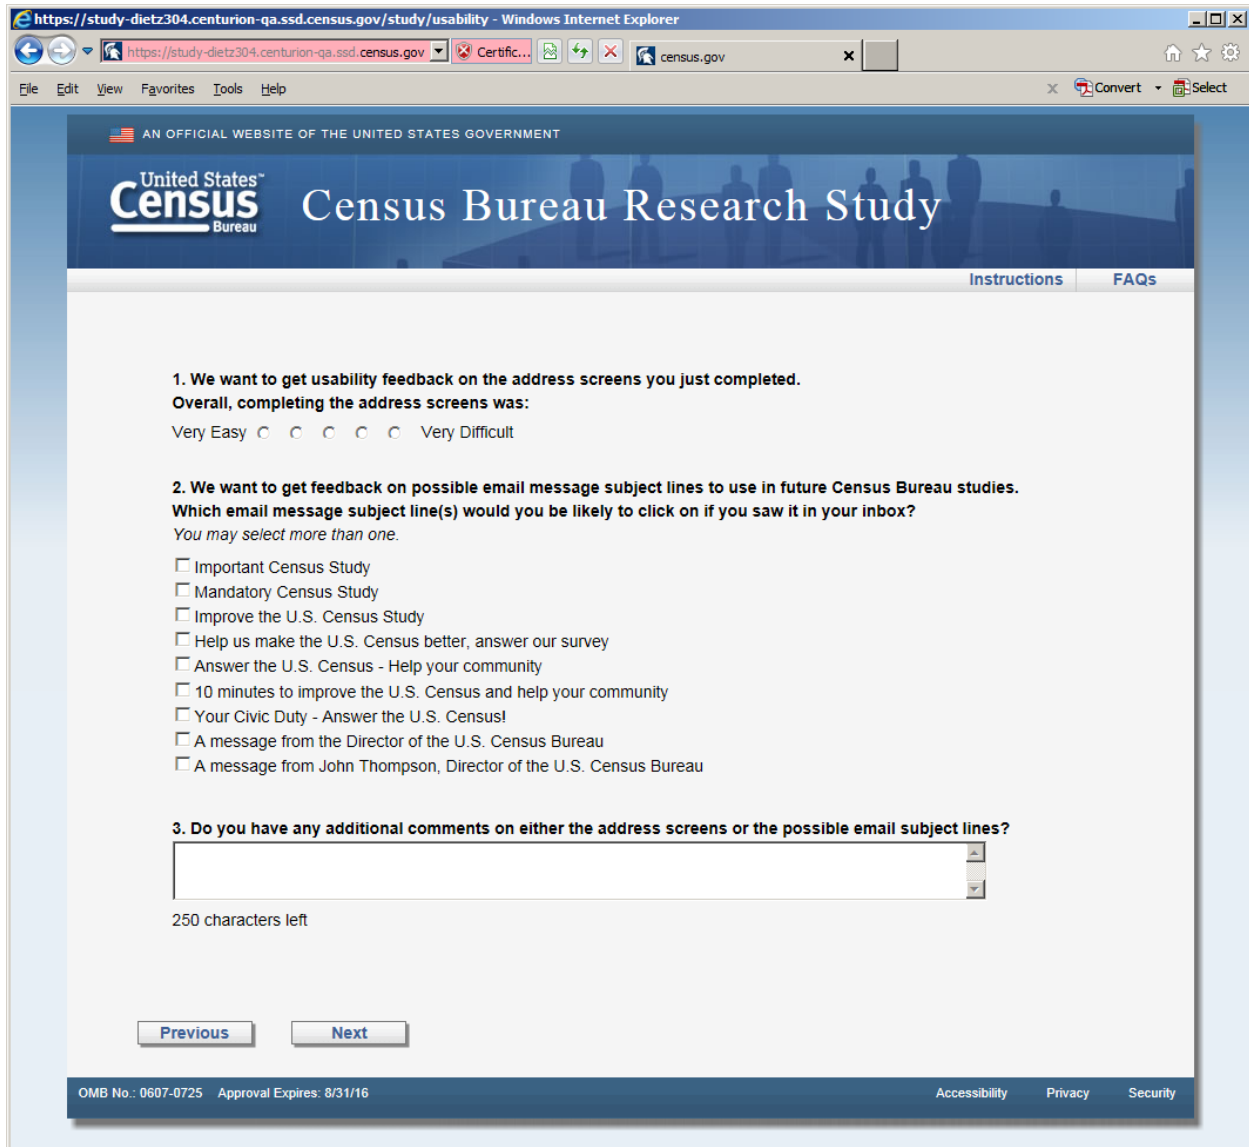 https://study-dietz304.centurion-qa.ssd.census.gov/study/usability - Windows Internet Explorer
https://study-dietz304.centurion-qa.ssd.census.gov Certific... census.gov
File Edit View Favorites Tools Help x Convert Select
AN OFFICIAL WEBSITE OF THE UNITED STATES GOVERNMENT
United States™
Census
Bureau
Census Bureau Research Study
Instructions FAQs
1. We want to get usability feedback on the address screens you just completed.
Overall, completing the address screens was:
Very Easy Very Difficult
2. We want to get feedback on possible email message subject lines to use in future Census Bureau studies.
Which email message subject line(s) would you be likely to click on if you saw it in your inbox?
You may select more than one.
Important Census Study
Mandatory Census Study
Improve the U.S. Census Study
Help us make the U.S. Census better, answer our survey
Answer the U.S. Census - Help your community
10 minutes to improve the U.S. Census and help your community
Your Civic Duty - Answer the U.S. Census!
A message from the Director of the U.S. Census Bureau
A message from John Thompson, Director of the U.S. Census Bureau
3. Do you have any additional comments on either the address screens or the possible email subject lines?
250 characters left
Previous Next
OMB No.: 0607-0725 Approval Expires: 8/31/16 Accessibility Privacy Security